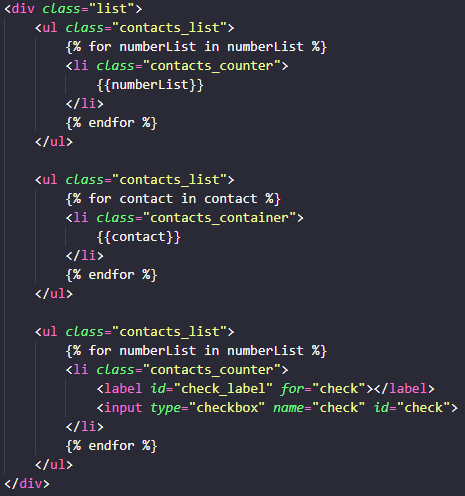 <div class="list">
    <ul class="contacts_list">
        {% for numberList in numberList %}
        <li class="contacts_counter">
            {{numberList}}
        </li>
        {% endfor %}
    </ul>

    <ul class="contacts_list">
        {% for contact in contact %}
        <li class="contacts_container">
            {{contact}}
        </li>
        {% endfor %}
    </ul>

    <ul class="contacts_list">
        {% for numberList in numberList %}
        <li class="contacts_counter">
            <label id="check_label" for="check"></label>
            <input type="checkbox" name="check" id="check">
        </li>
        {% endfor %}
    </ul>
</div>